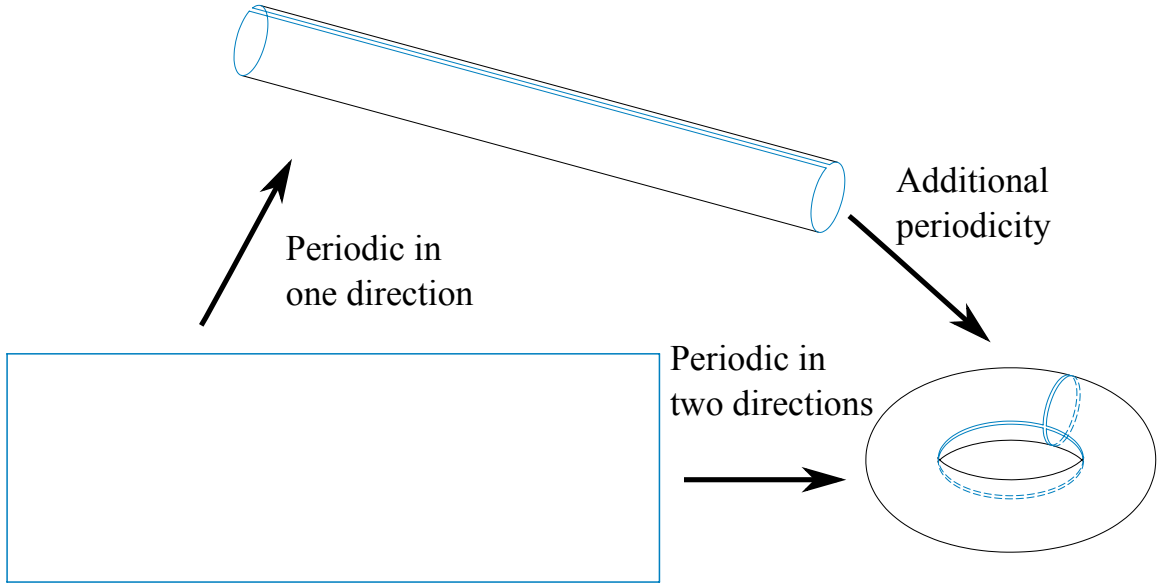 Additional
periodicity
Periodic in
one direction
Periodic in
two directions